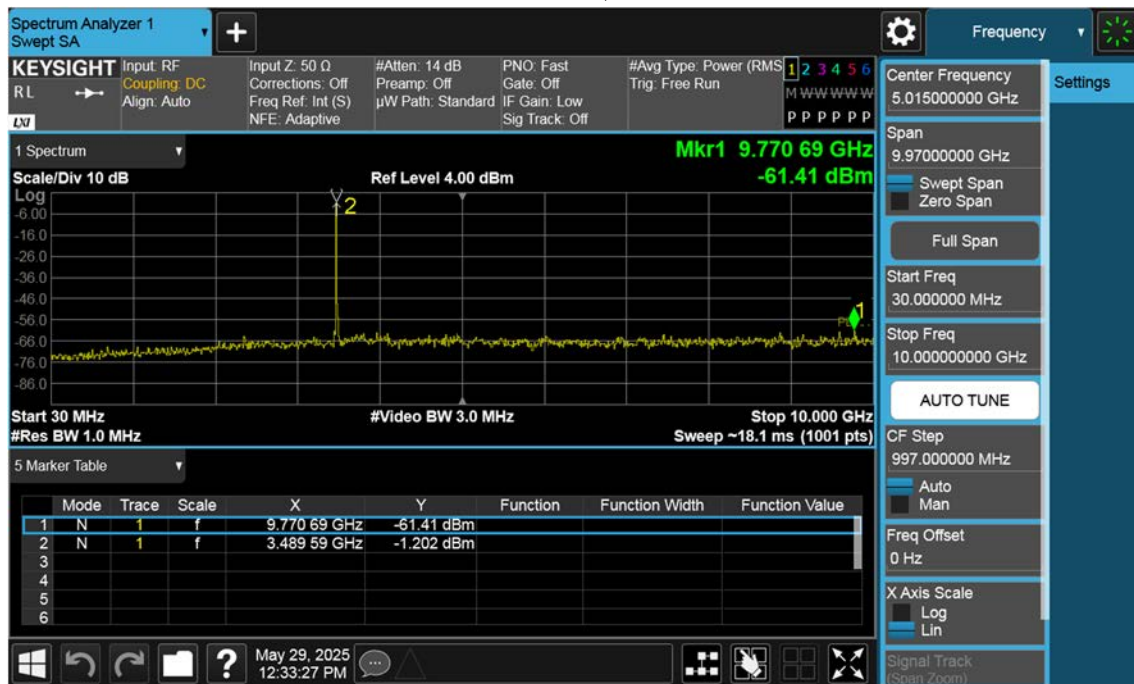 Spectrum Analyzer 1
Swept SA
+
Frequency
KEYSIGHT
RL
LXI
Input: RF
Coupling: DC
Align: Auto
Input Z: 50 Ω
Corrections: Off
Freq Ref: Int (S)
NFE: Adaptive
#Atten: 14 dB
Preamp: Off
µW Path: Standard
PNO: Fast
Gate: Off
IF Gain: Low
Sig Track: Off
#Avg Type: Power (RMS
Trig: Free Run
1 2 3 4 5 6
M W W W W W
P P P P P P
1 Spectrum
Mkr1 9.770 69 GHz
-61.41 dBm
Scale/Div 10 dB
Ref Level 4.00 dBm
Log
-6.00
-16.0
-26.0
-36.0
-46.0
-56.0
-66.0
-76.0
-86.0
2
1
Start 30 MHz
#Video BW 3.0 MHz
Stop 10.000 GHz
#Res BW 1.0 MHz
Sweep ~18.1 ms (1001 pts)
5 Marker Table
Mode Trace Scale X Y Function Function Width Function Value
1 N 1 f 9.770 69 GHz -61.41 dBm
2 N 1 f 3.489 59 GHz -1.202 dBm
3
4
5
6
?
May 29, 2025
12:33:27 PM
Center Frequency
5.015000000 GHz
Span
9.97000000 GHz
Swept Span
Zero Span
Full Span
Start Freq
30.000000 MHz
Stop Freq
10.000000000 GHz
AUTO TUNE
CF Step
997.000000 MHz
Auto
Man
Freq Offset
0 Hz
X Axis Scale
Log
Lin
Signal Track
(Span Zoom)
Settings